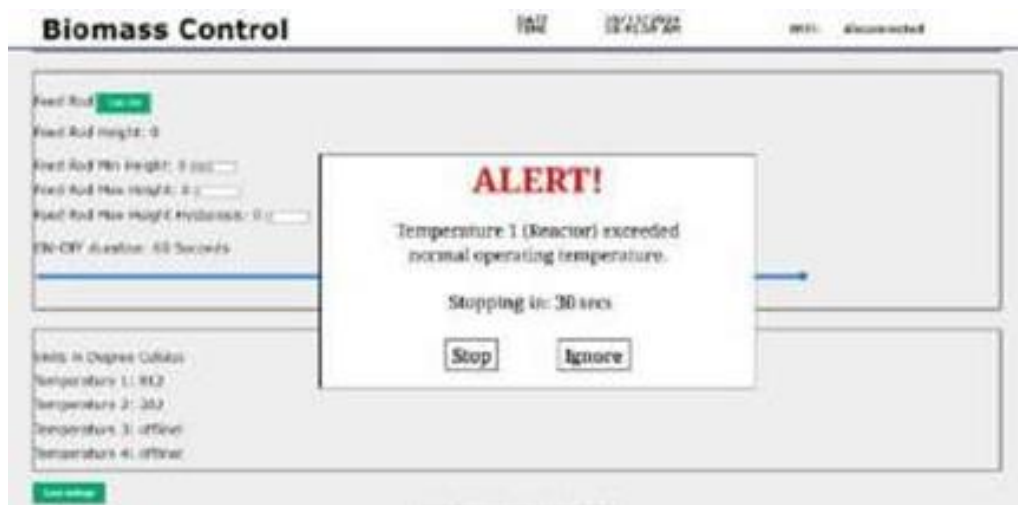 Biomass Control
DATE
TIME
WiFi: disconnected
Feed Rod
Feed Rod Height: 0
Feed Rod Min Height: 0
Feed Rod Max Height: 0
Feed Rod Max Height Hysteresis: 0
ON-OFF duration: 60 Seconds
ALERT!
Temperature 1 (Reactor) exceeded
normal operating temperature.
Stopping in: 30 secs
Stop
Ignore
Units in Degree Celsius
Temperature 1:
Temperature 2:
Temperature 3: offline!
Temperature 4: offline!